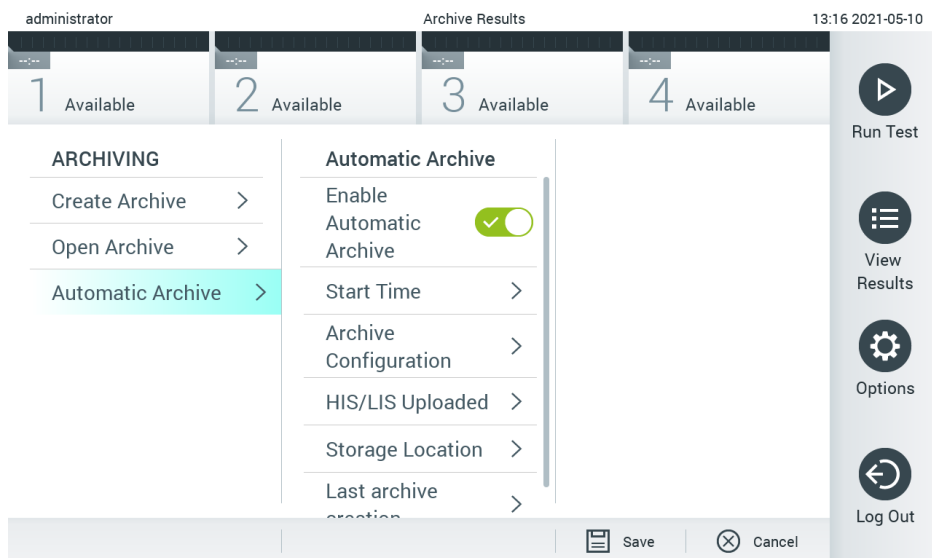 administrator
Archive Results
13:16 2021-05-10
--:--
--:--
--:--
--:--
1 Available
2 Available
3 Available
4 Available
Run Test
View
Results
Options
Log Out
ARCHIVING
Create Archive
Open Archive
Automatic Archive
Automatic Archive
Enable
Automatic
Archive
Start Time
Archive
Configuration
HIS/LIS Uploaded
Storage Location
Last archive
creation
Save
Cancel